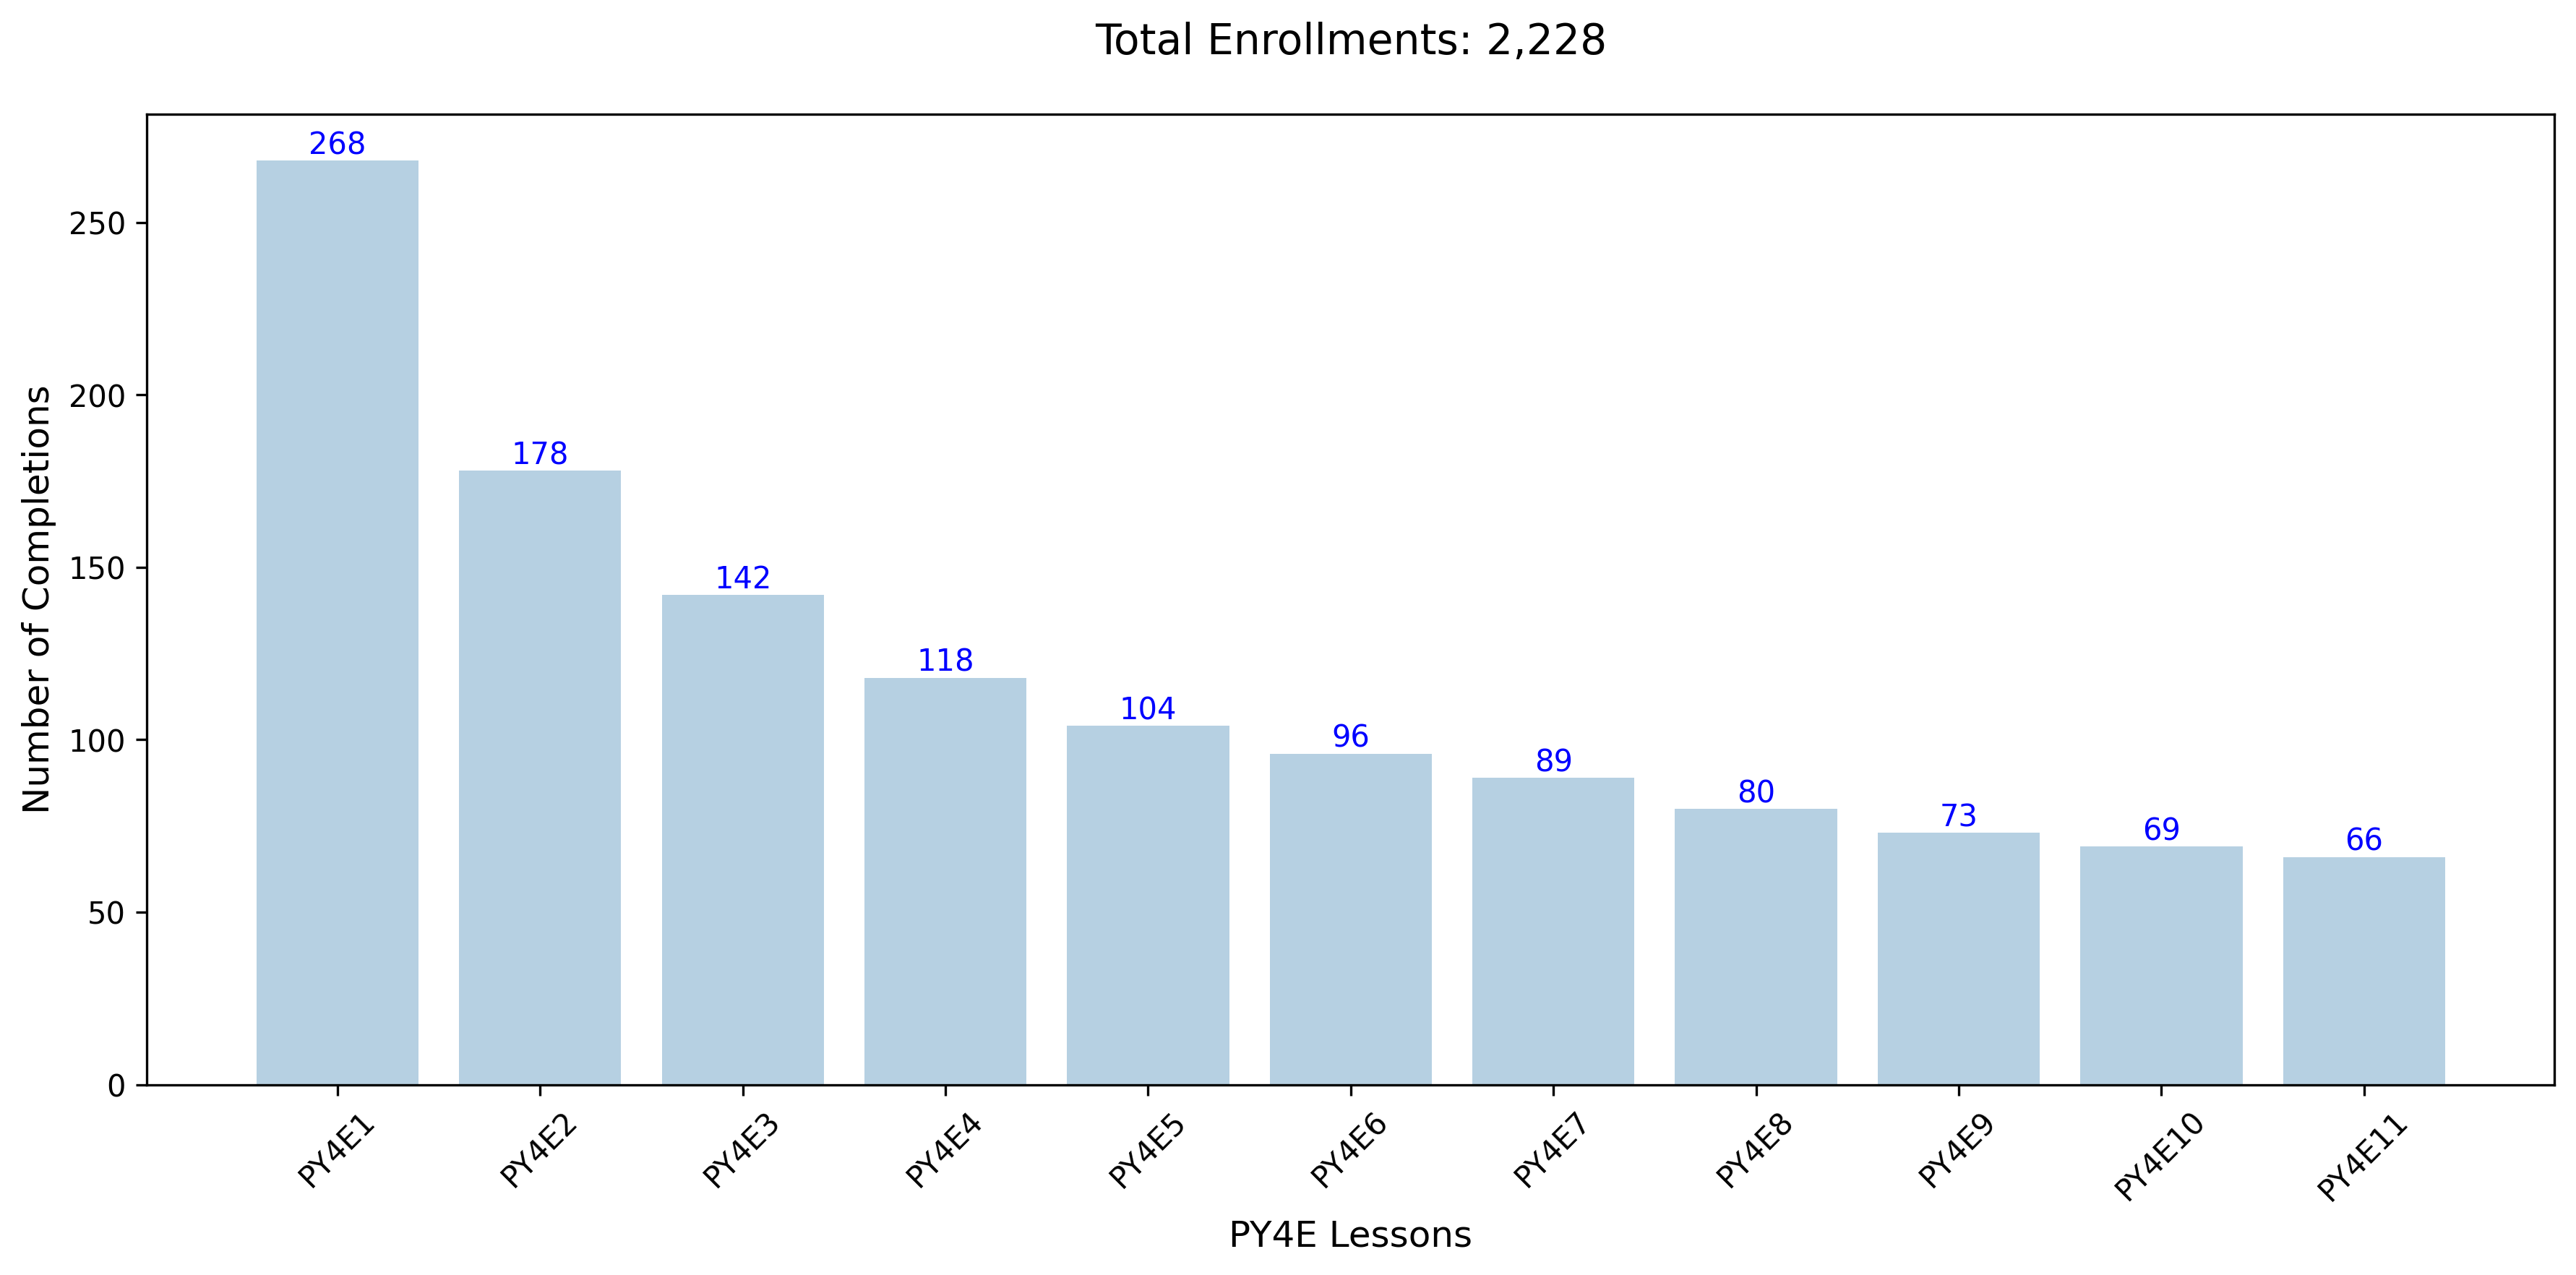 Total Enrollments: 2,228
Number of Completions
250
200
150
100
50
0
268
178
142
118
104
96
89
80
73
69
66
PY4E1
PY4E2
PY4E3
PY4E4
PY4E5
PY4E6
PY4E7
PY4E8
PY4E9
PY4E10
PY4E11
PY4E Lessons